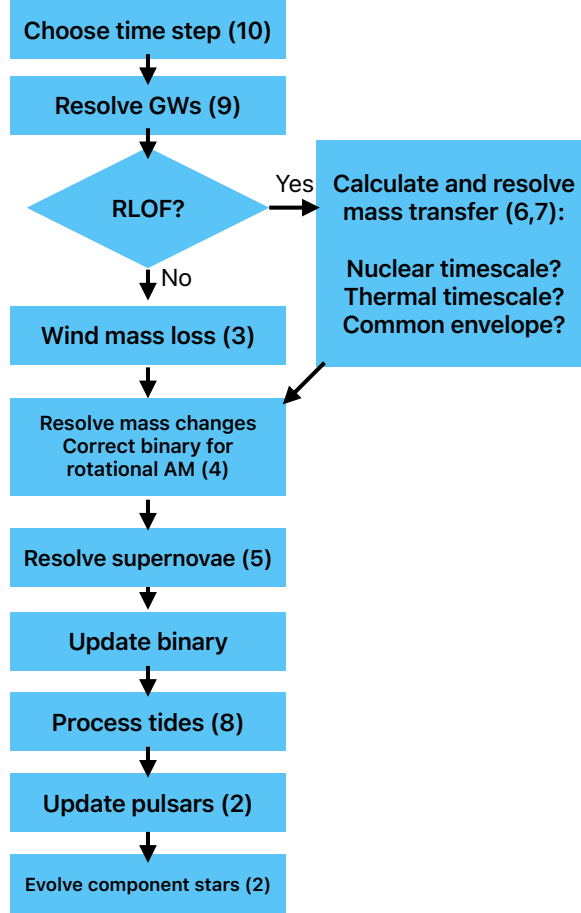 Choose time step (10)
Resolve GWs (9)
RLOF?
Yes
Calculate and resolve
mass transfer (6,7):
Nuclear timescale?
Thermal timescale?
Common envelope?
No
Wind mass loss (3)
Resolve mass changes
Correct binary for
rotational AM (4)
Resolve supernovae (5)
Update binary
Process tides (8)
Update pulsars (2)
Evolve component stars (2)